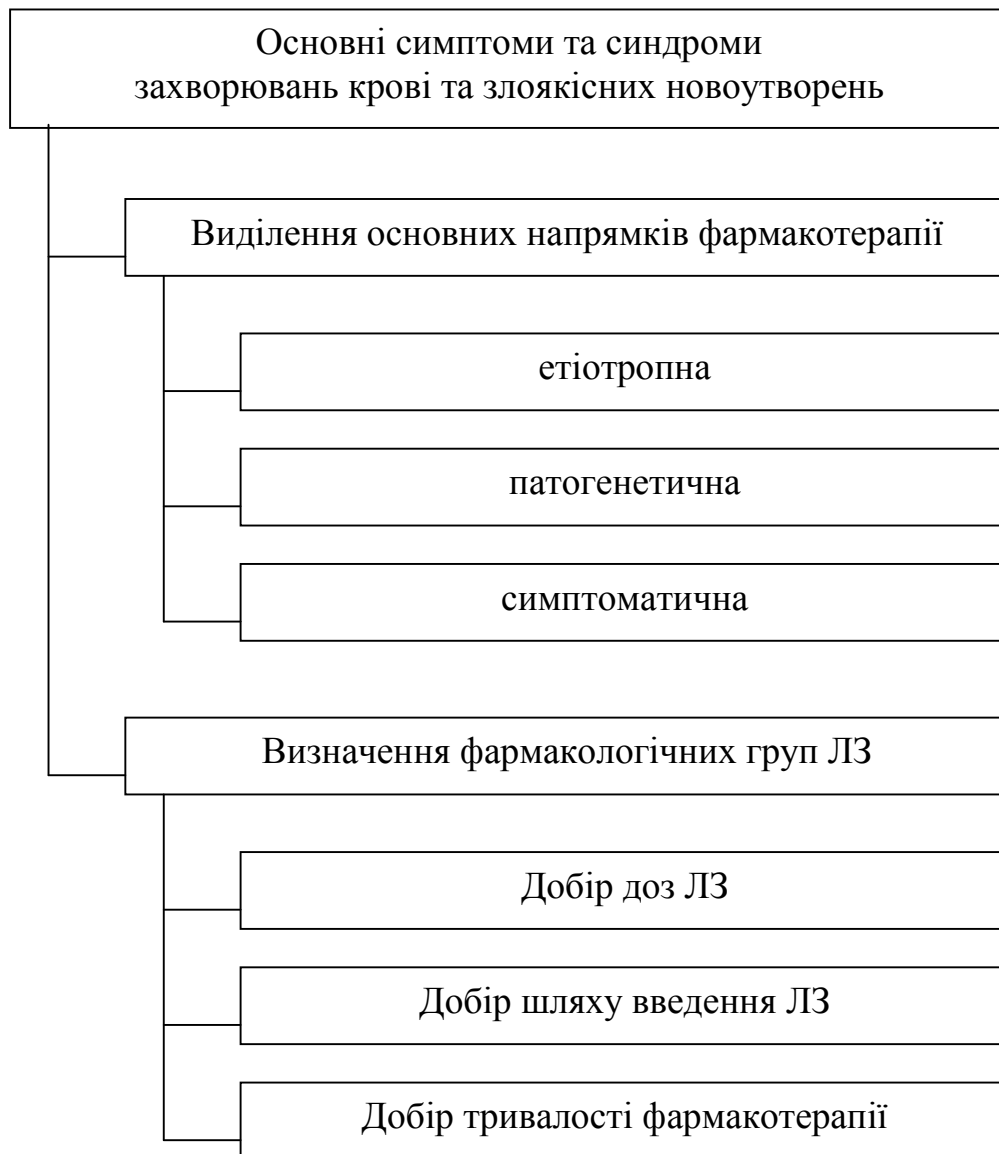 Основні симптоми та синдроми
захворювань крові та злоякісних новоутворень
Виділення основних напрямків фармакотерапії
етіотропна
патогенетична
симптоматична
Визначення фармакологічних груп ЛЗ
Добір доз ЛЗ
Добір шляху введення ЛЗ
Добір тривалості фармакотерапії